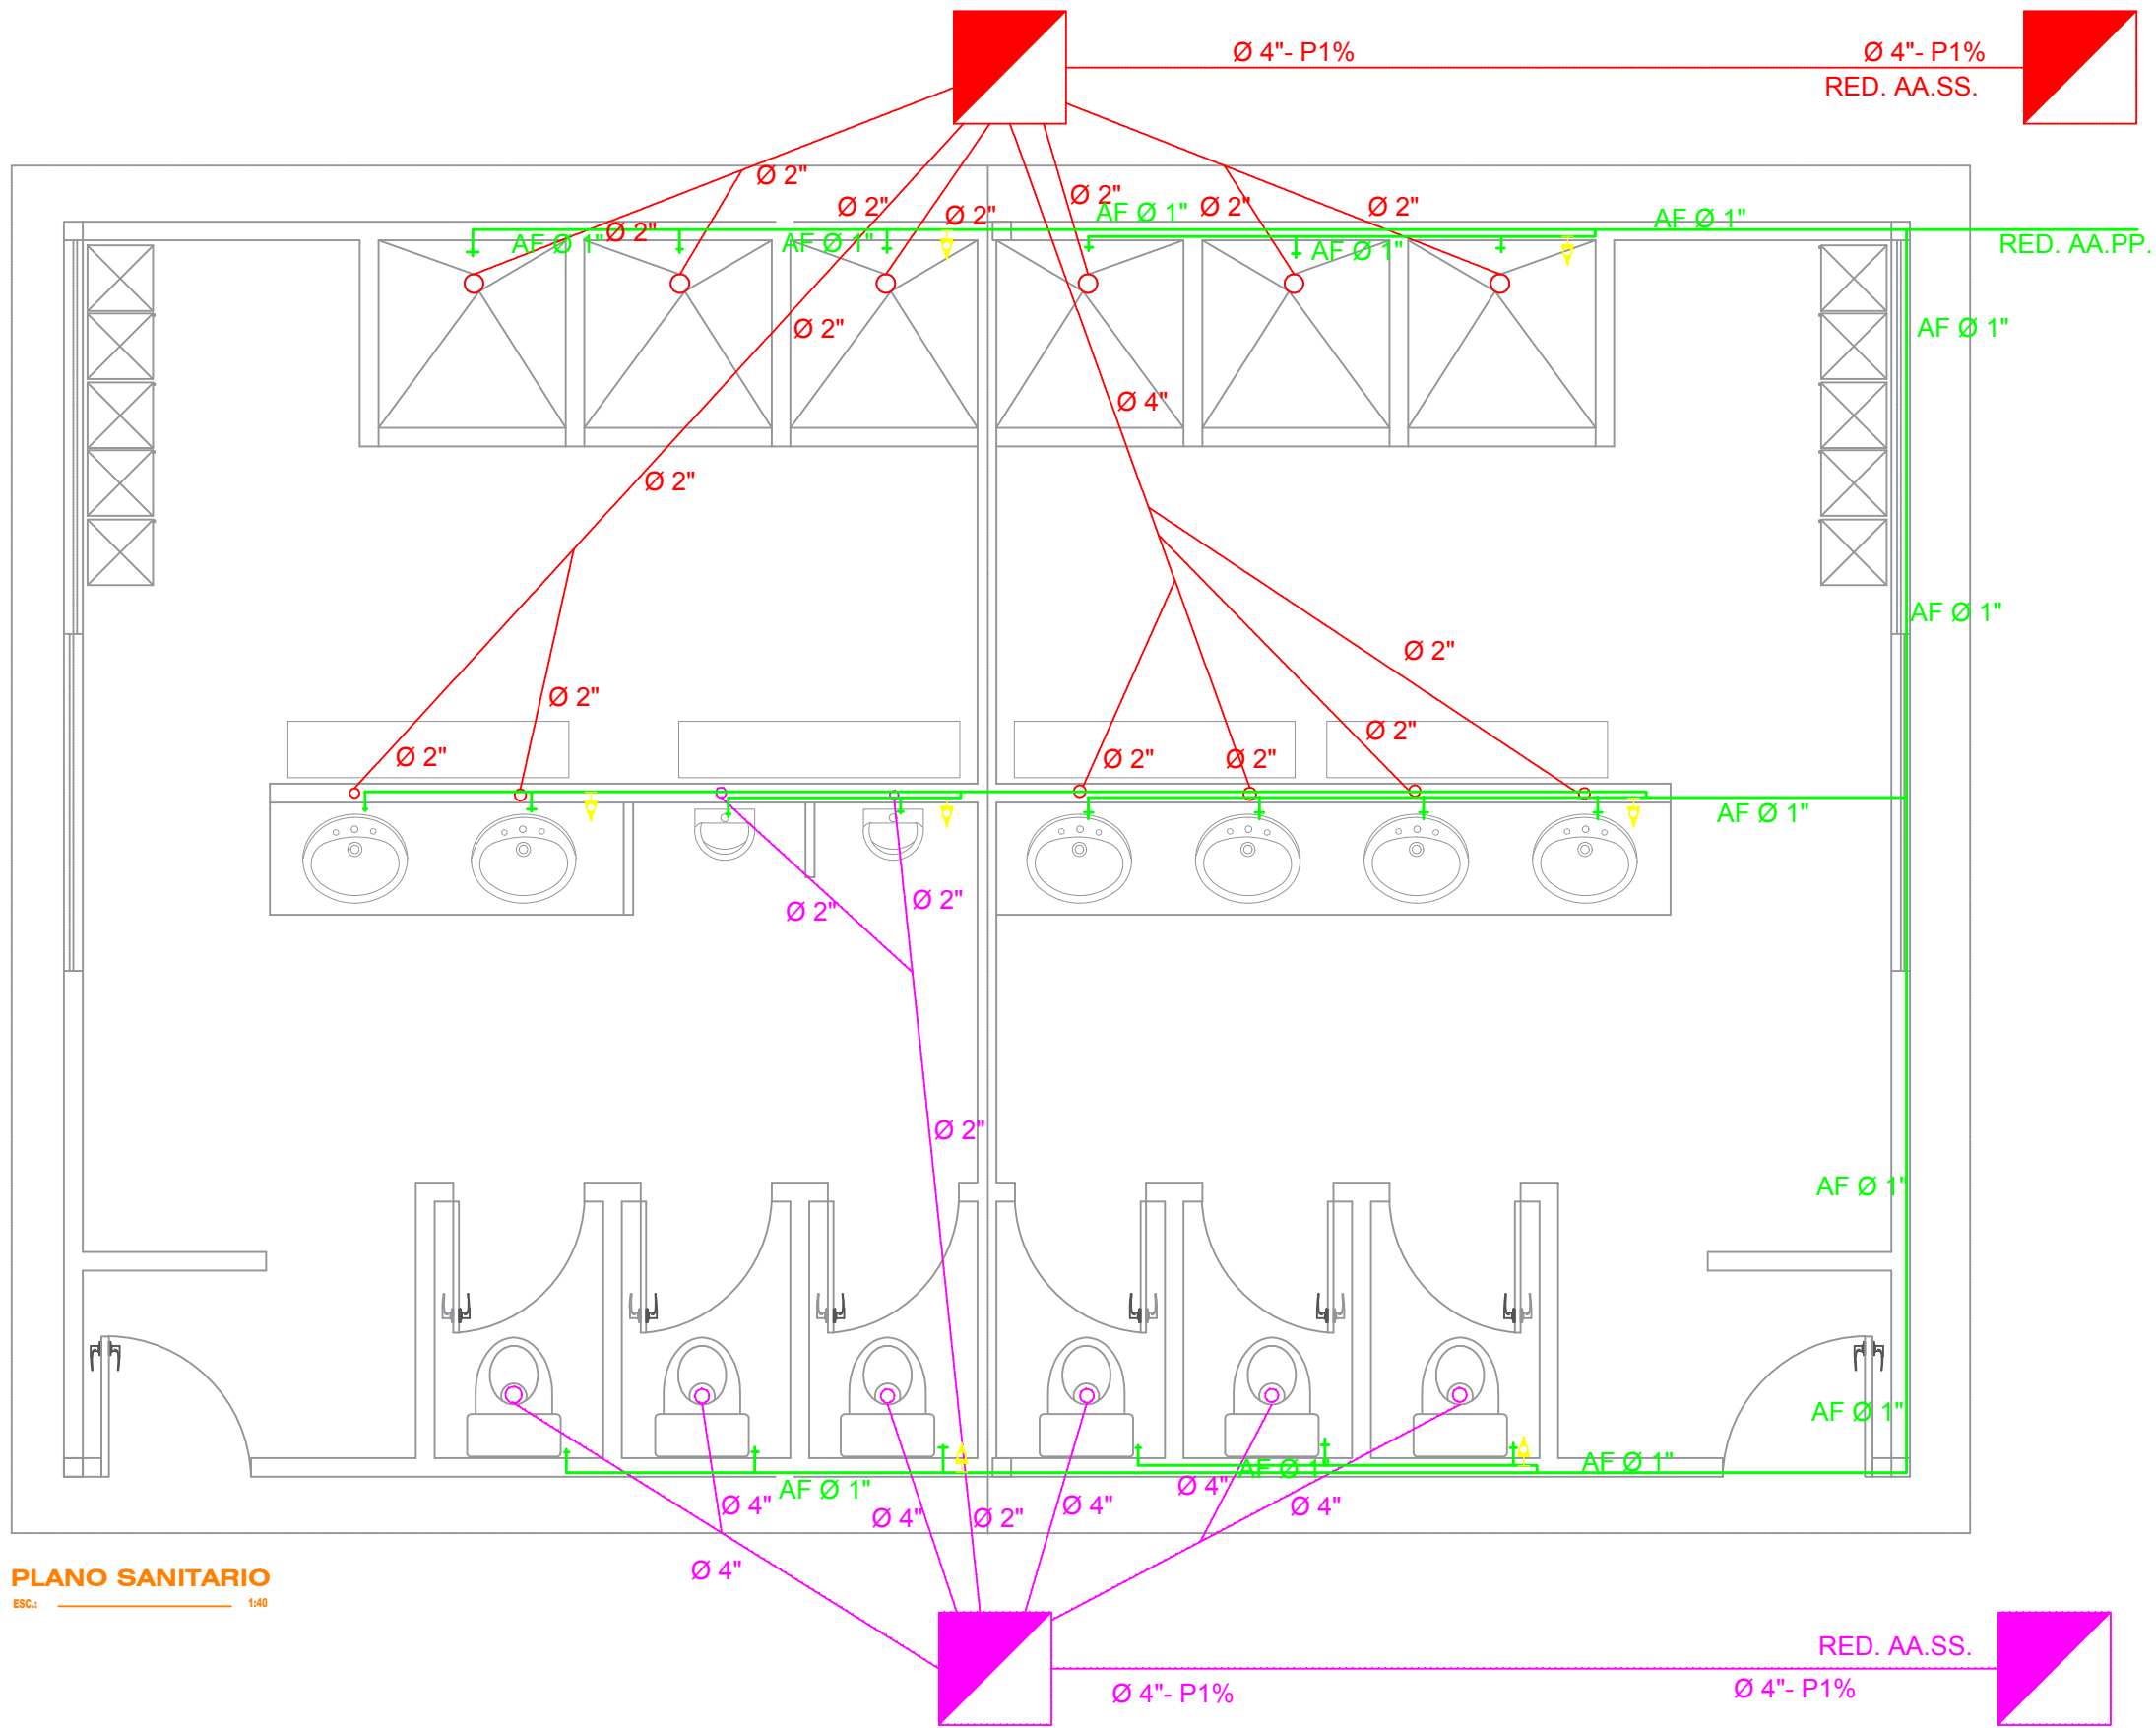 Ø 4"- P1%
Ø 4"- P1%
RED. AA.SS.
Ø 2"
Ø 2"
Ø 2"
Ø 2"
Ø 2"
Ø 2"
AF Ø 1"
AF Ø 1"
Ø 2"
AF Ø 1"
AF Ø 1"
AF Ø 1"
RED. AA.PP.
Ø 2"
AF Ø 1"
Ø 4"
Ø 2"
AF Ø 1"
Ø 2"
Ø 2"
Ø 2"
Ø 2"
Ø 2"
Ø 2"
AF Ø 1"
Ø 2"
Ø 2"
Ø 2"
AF Ø 1"
AF Ø 1"
AF Ø 1"
AF Ø 1"
AF Ø 1"
Ø 4"
Ø 4"
Ø 4"
Ø 2"
Ø 4"
Ø 4"
Ø 4"
PLANO SANITARIO
ESC.: 1:40
RED. AA.SS.
Ø 4"- P1%
Ø 4"- P1%